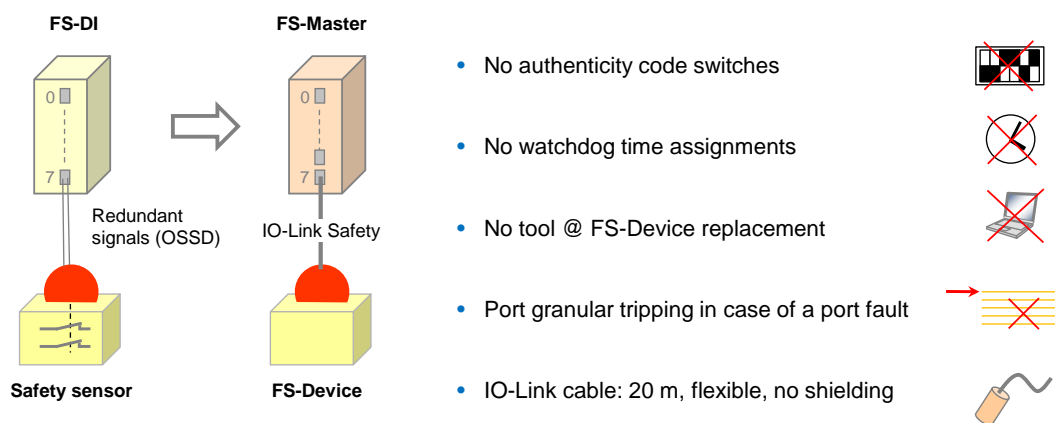 FS-DI
FS-Master
0
7
0
7
Redundant
signals (OSSD)
IO-Link Safety
Safety sensor
FS-Device
• No authenticity code switches
• No watchdog time assignments
• No tool @ FS-Device replacement
• Port granular tripping in case of a port fault
• IO-Link cable: 20 m, flexible, no shielding